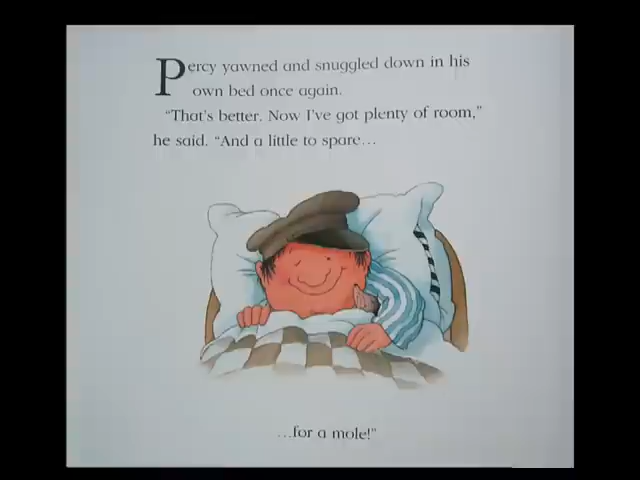 Percy yawned and snuggled down in his
own bed once again.
“That's better. Now I've got plenty of room,”
he said. “And a little to spare…
…for a mole!”